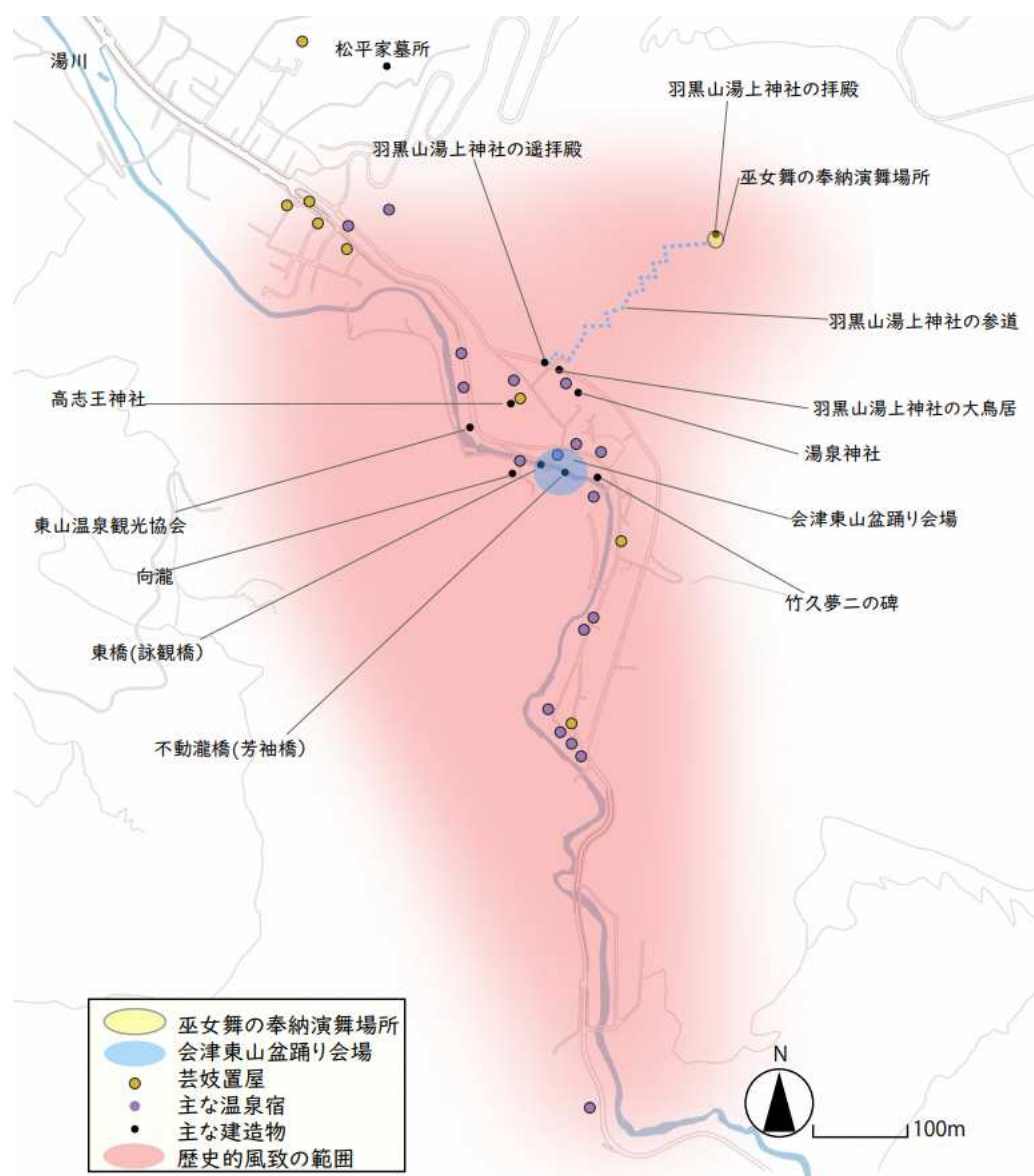 松平家墓所
湯川
羽黒山湯上神社の拝殿
羽黒山湯上神社の遥拝殿
巫女舞の奉納演舞場所
羽黒山湯上神社の参道
高志王神社
羽黒山湯上神社の大鳥居
湯泉神社
東山温泉観光協会
会津東山盆踊り会場
向瀧
竹久夢二の碑
東橋(詠観橋)
不動瀧橋(芳袖橋)
巫女舞の奉納演舞場所
会津東山盆踊り会場
芸妓置屋
主な温泉宿
主な建造物
歴史的風致の範囲
N
100m